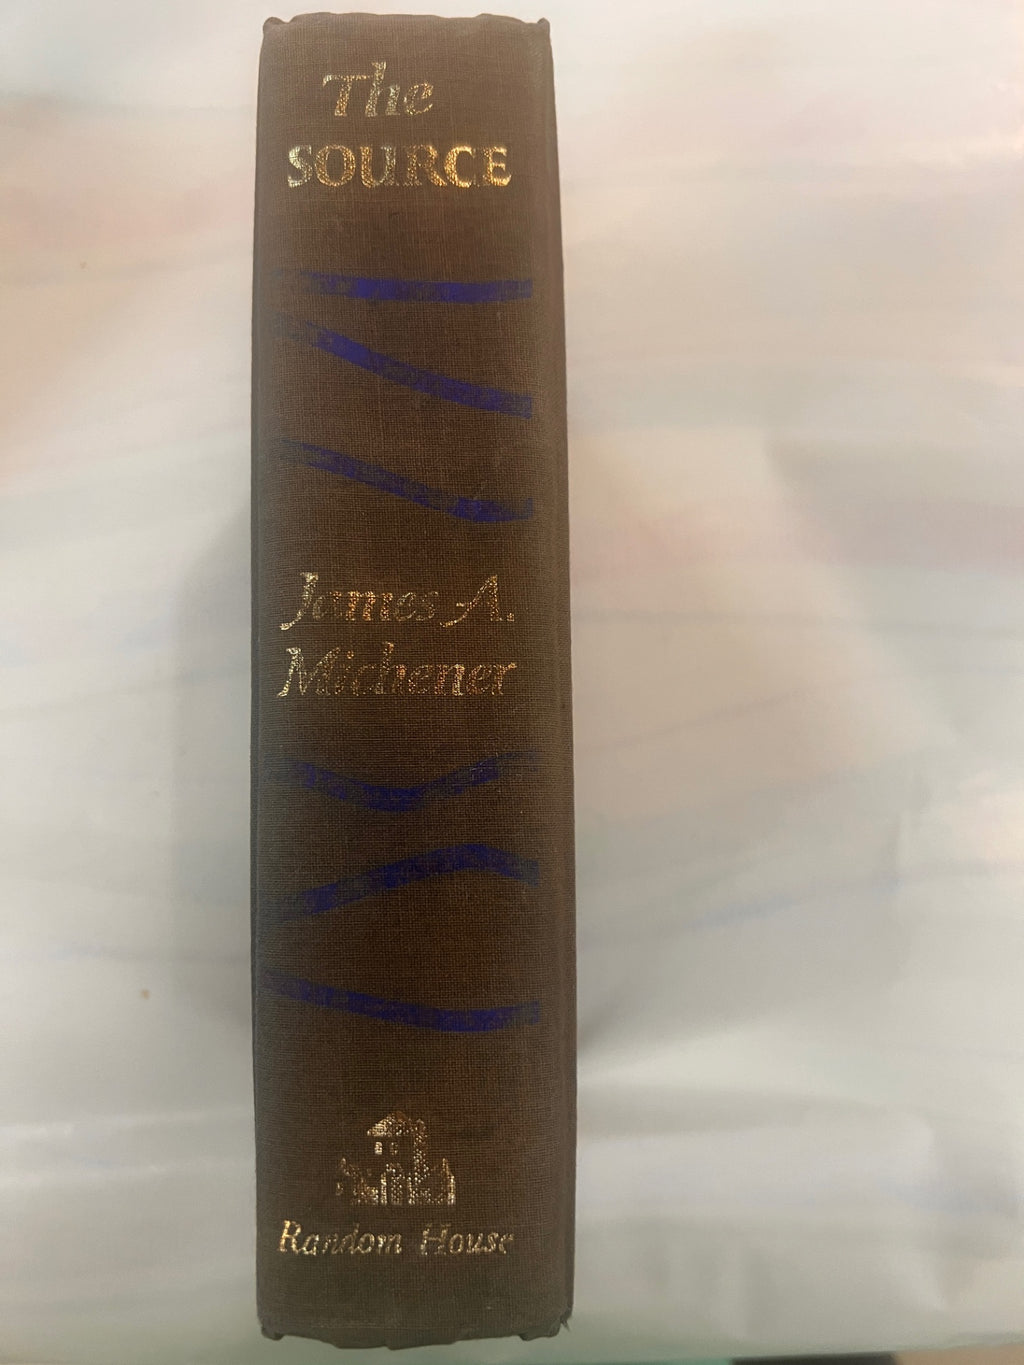 The
SOURCE
James A.
Michener
Random House